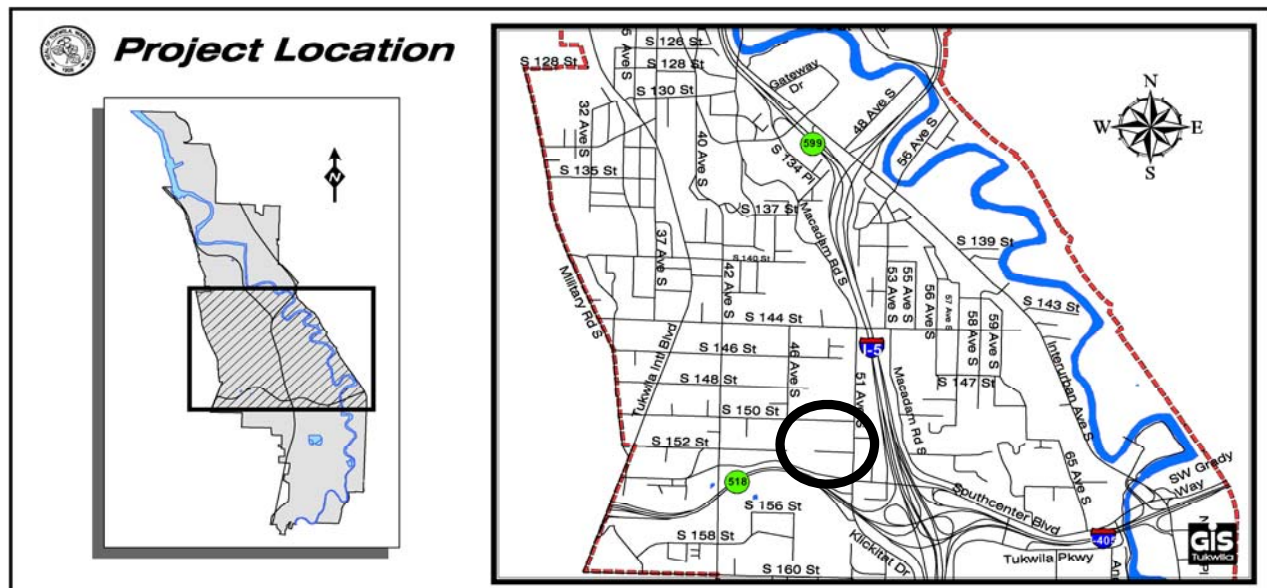 Project Location
N
N
W E
S
S 126 St
5 Ave S
S 128 St
S 128 St
S 130 St
Gateway
Dr
32 Ave S
40 Ave S
48 Ave S
56 Ave S
599
S 134 Pl
S 135 St
S 137 St
Macadam Rd S
37 Ave S
S 140 St
42 Ave S
S 139 St
53 Ave S
55 Ave S
56 Ave S
57 Ave S
58 Ave S
59 Ave S
S 143 St
Military Rd S
Tukwila Intl Blvd
S 144 St
S 146 St
46 Ave S
I-5
51 Ave S
Macadam Rd S
S 147 St
Interurban Ave S
S 148 St
S 150 St
S 152 St
65 Ave S
SW Grady
Way
518
Southcenter Blvd
S 156 St
S 158 St
S 160 St
Klickitat Dr
Tukwila Pkwy
I-405
GIS
Tukwila